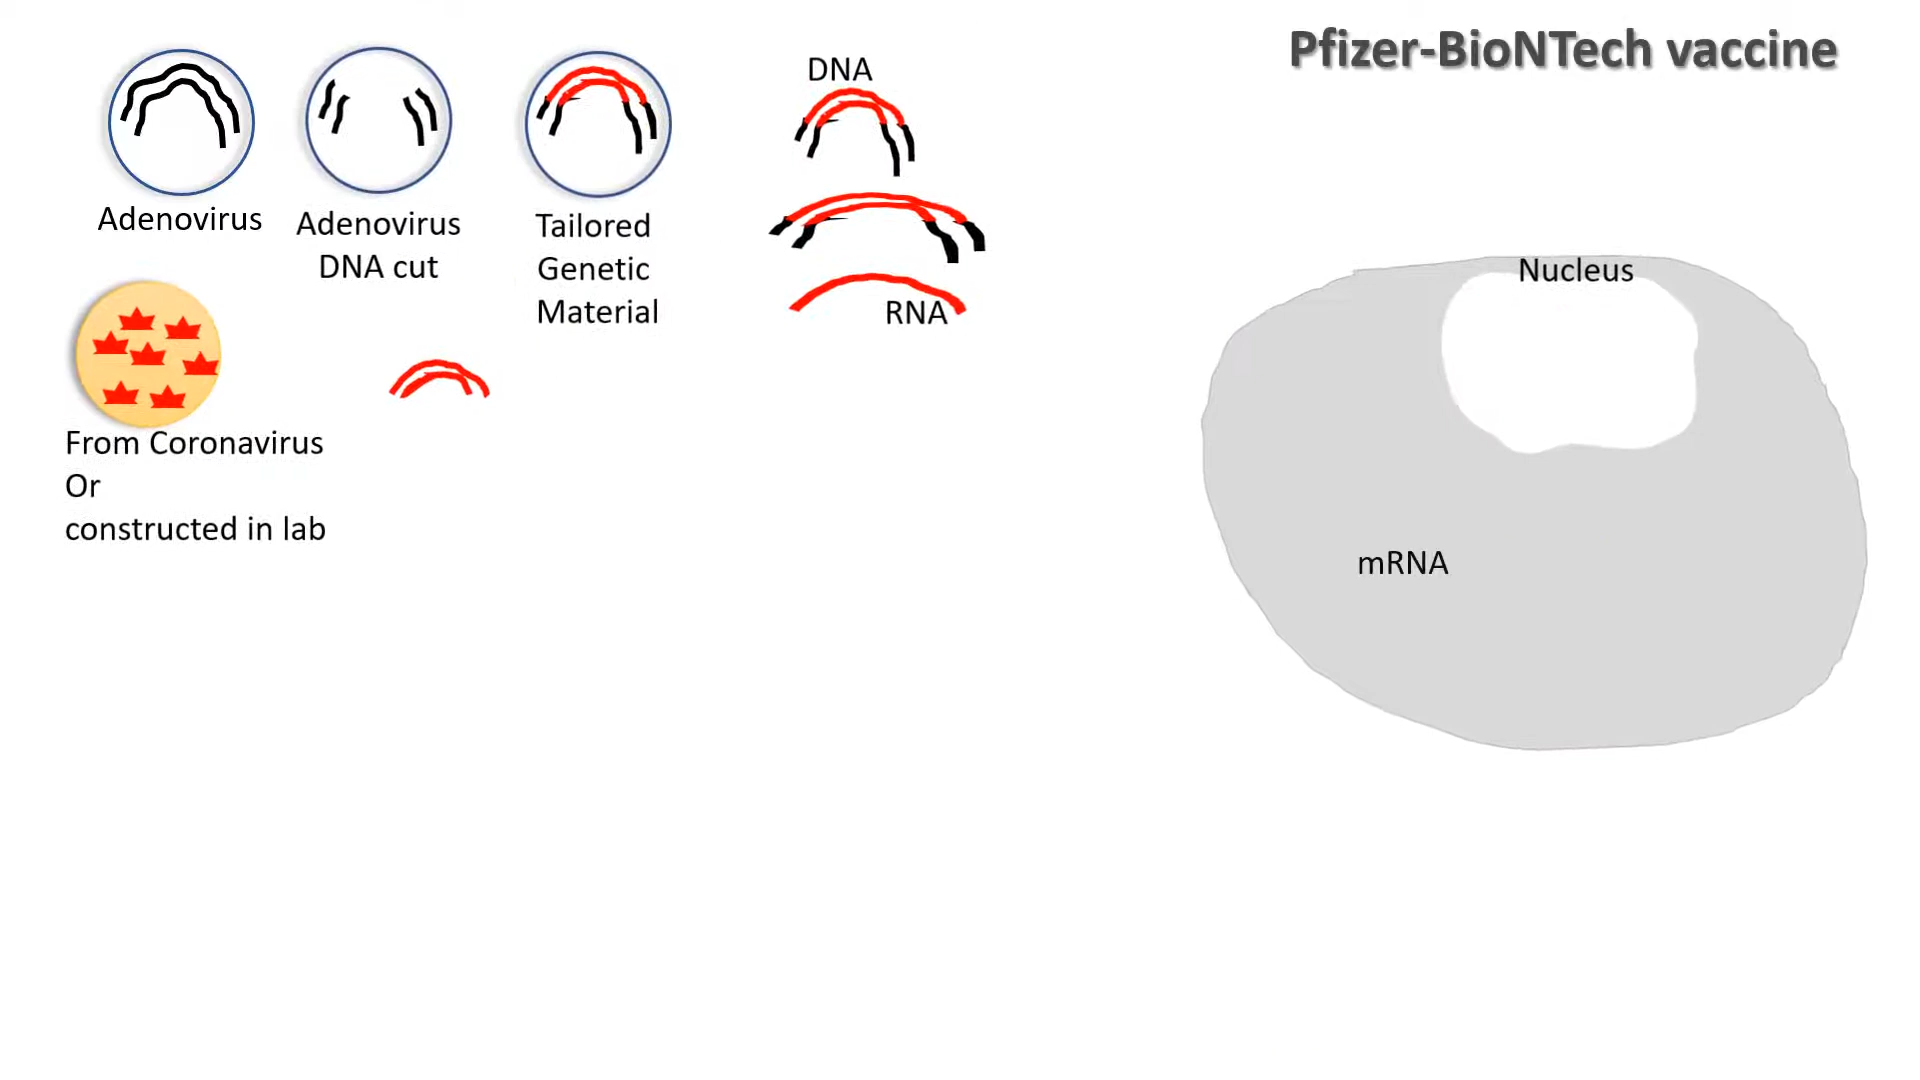 Pfizer-BioNTech vaccine
DNA
Adenovirus
Adenovirus
DNA cut
Tailored
Genetic
Material
RNA
Nucleus
From Coronavirus
Or
constructed in lab
mRNA